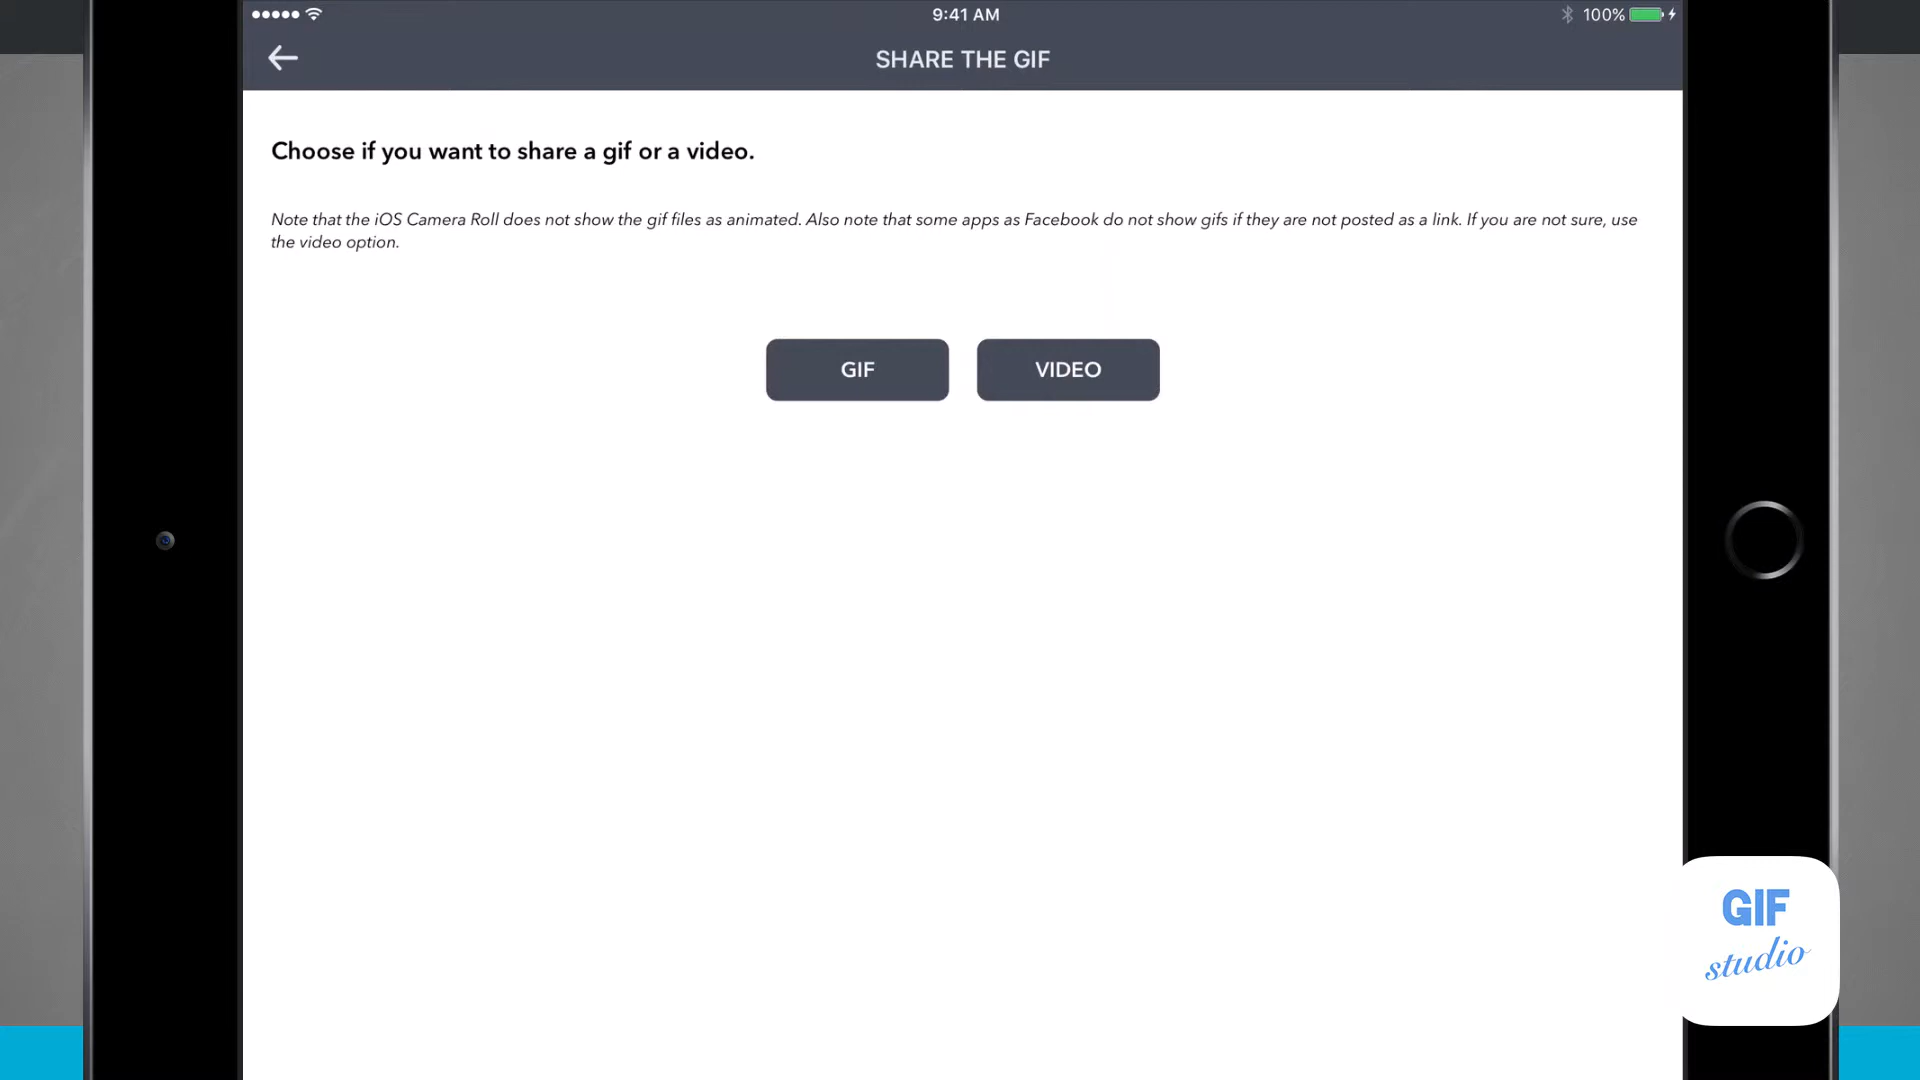 9:41 AM
100%
SHARE THE GIF
Choose if you want to share a gif or a video.
Note that the iOS Camera Roll does not show the gif files as animated. Also note that some apps as Facebook do not show gifs if they are not posted as a link. If you are not sure, use
the video option.
GIF
VIDEO
GIF
studio